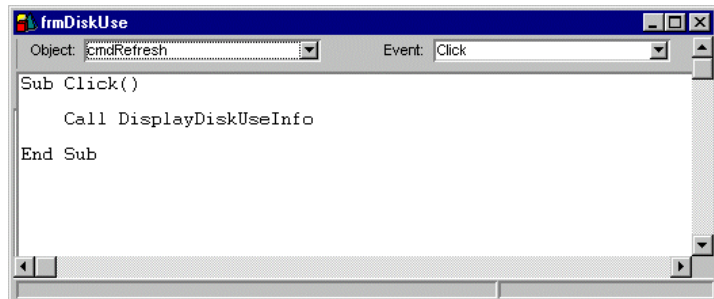 frmDiskUse
Object: cmdRefresh Event: Click
Sub Click()
Call DisplayDiskUseInfo
End Sub